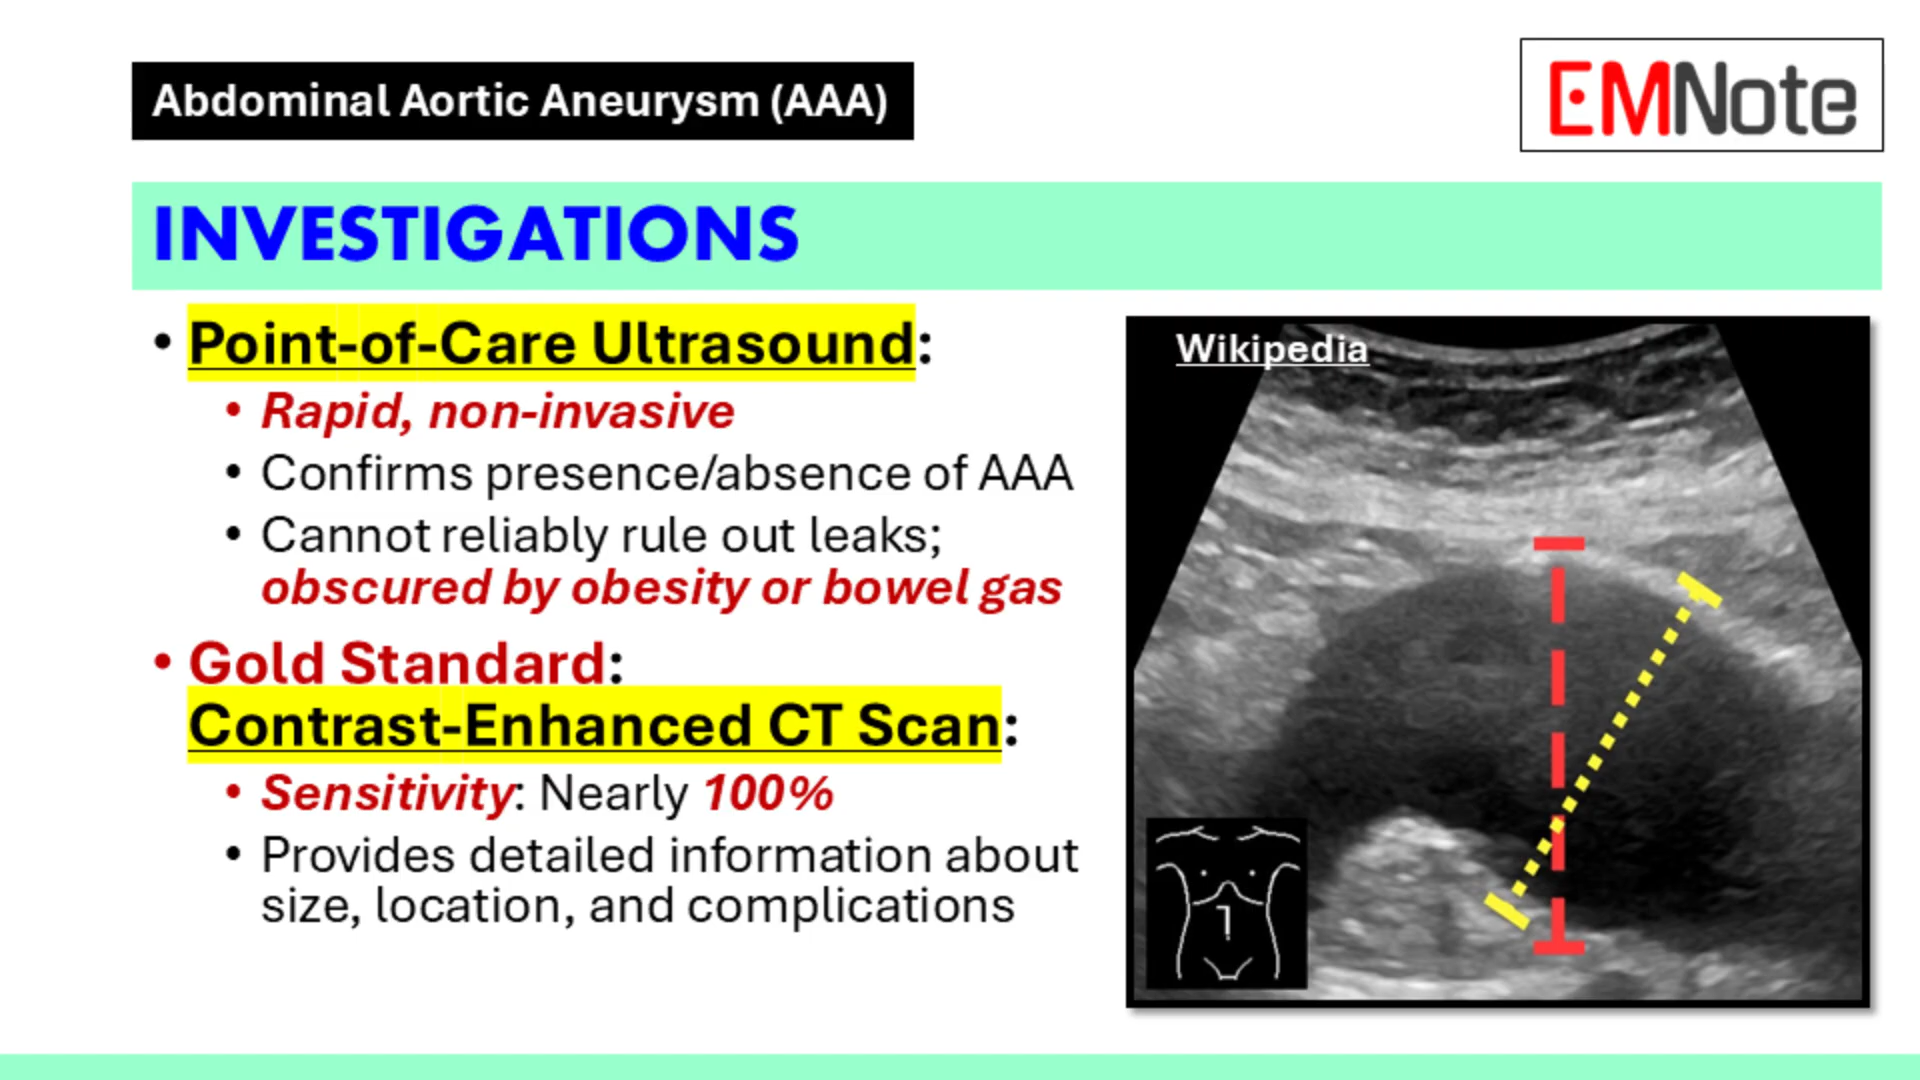 Abdominal Aortic Aneurysm (AAA)
EMNote
INVESTIGATIONS
• Point-of-Care Ultrasound:
• Rapid, non-invasive
• Confirms presence/absence of AAA
• Cannot reliably rule out leaks;
obscured by obesity or bowel gas
• Gold Standard:
Contrast-Enhanced CT Scan:
• Sensitivity: Nearly 100%
• Provides detailed information about
size, location, and complications
Wikipedia